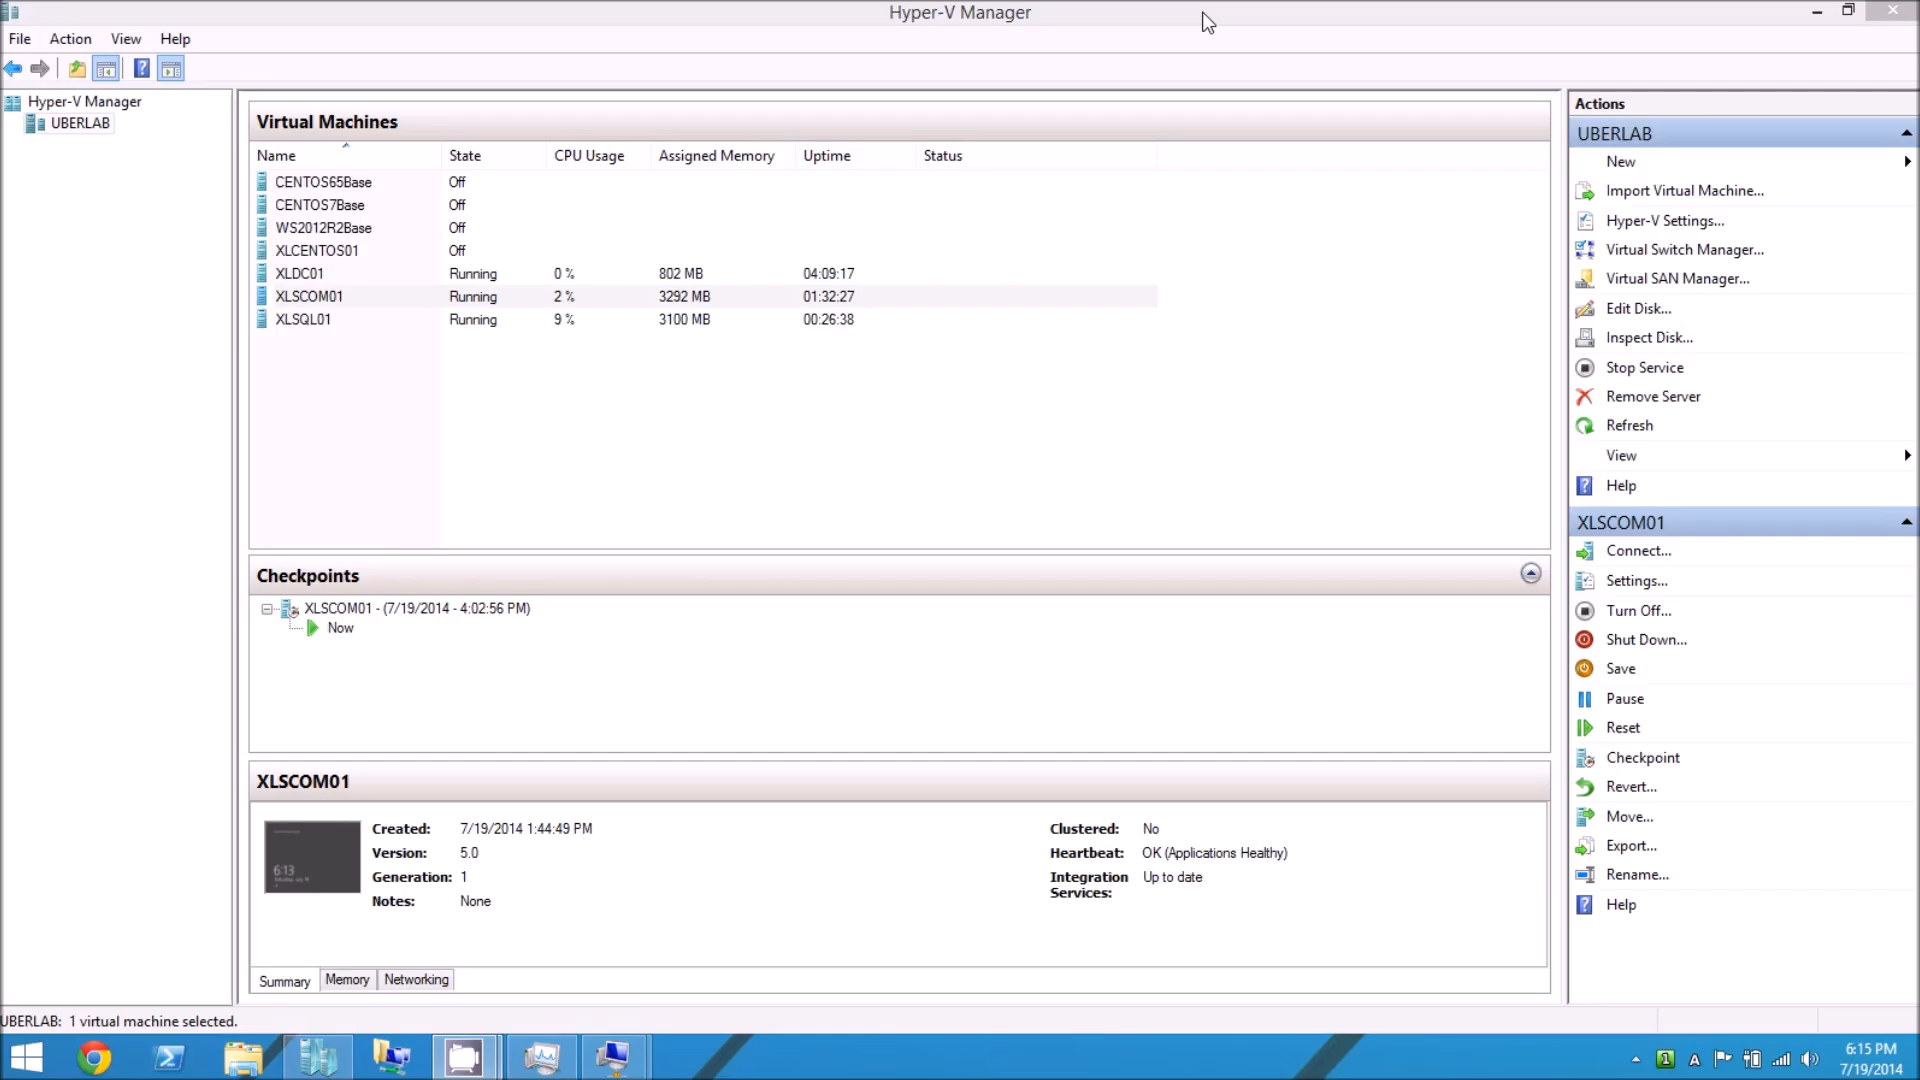 Hyper-V Manager
File Action View Help
Hyper-V Manager
UBERLAB
Virtual Machines
Name State CPU Usage Assigned Memory Uptime Status
CENTOS65Base Off
CENTOS7Base Off
WS2012R2Base Off
XLCENTOS01 Off
XLDC01 Running 0 % 802 MB 04:09:17
XLSCOM01 Running 2 % 3292 MB 01:32:27
XLSQL01 Running 9 % 3100 MB 00:26:38
Checkpoints
XLSCOM01 - (7/19/2014 - 4:02:56 PM)
Now
XLSCOM01
6:13
Created: 7/19/2014 1:44:49 PM
Version: 5.0
Generation: 1
Notes: None
Clustered: No
Heartbeat: OK (Applications Healthy)
Integration Services: Up to date
Summary Memory Networking
Actions
UBERLAB
New
Import Virtual Machine...
Hyper-V Settings...
Virtual Switch Manager...
Virtual SAN Manager...
Edit Disk...
Inspect Disk...
Stop Service
Remove Server
Refresh
View
Help
XLSCOM01
Connect...
Settings...
Turn Off...
Shut Down...
Save
Pause
Reset
Checkpoint
Revert...
Move...
Export...
Rename...
Help
UBERLAB: 1 virtual machine selected.
1 A
6:15 PM
7/19/2014